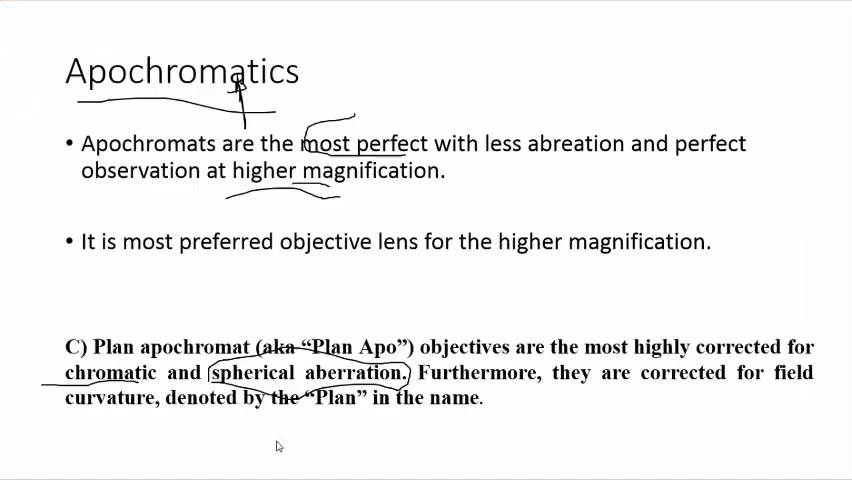 Apochromatics
• Apochromats are the most perfect with less abreation and perfect
observation at higher magnification.
• It is most preferred objective lens for the higher magnification.
C) Plan apochromat (aka “Plan Apo”) objectives are the most highly corrected for
chromatic and spherical aberration. Furthermore, they are corrected for field
curvature, denoted by the “Plan” in the name.